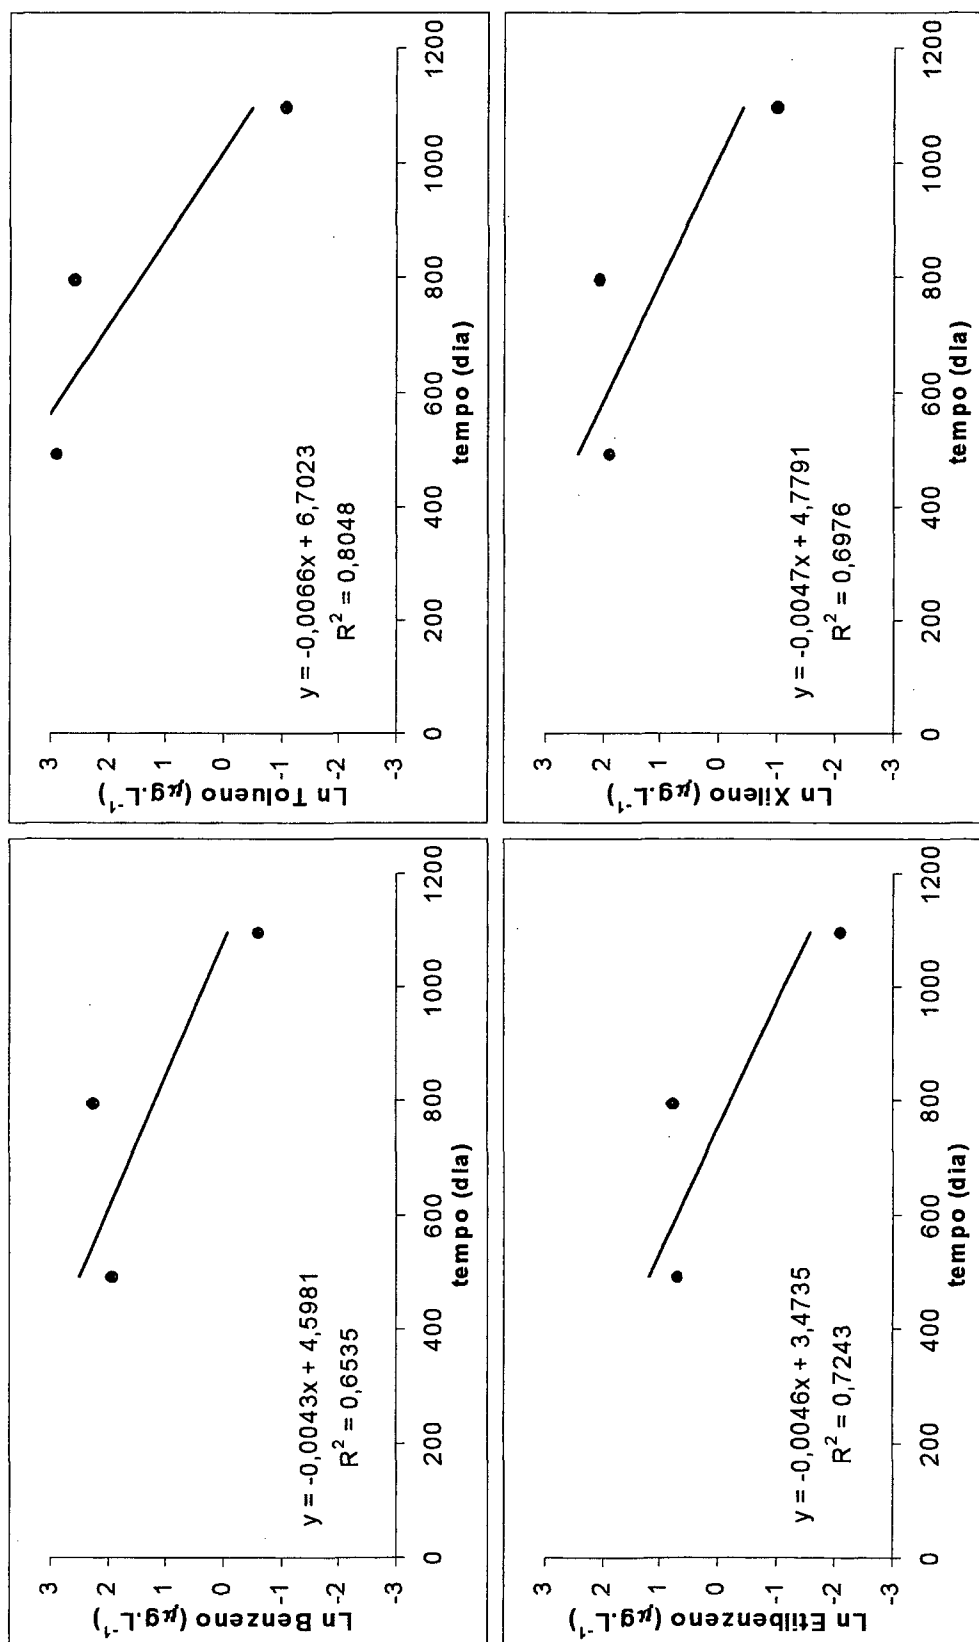 Ln Benzeno (µg.L⁻¹)
3
2
1
0
-1
-2
-3
y = -0,0043x + 4,5981
R² = 0,6535
0 200 400 600 800 1000 1200
tempo (dia)
Ln Tolueno (µg.L⁻¹)
3
2
1
0
-1
-2
-3
y = -0,0066x + 6,7023
R² = 0,8048
0 200 400 600 800 1000 1200
tempo (dia)
Ln Etilbenzeno (µg.L⁻¹)
3
2
1
0
-1
-2
-3
y = -0,0046x + 3,4735
R² = 0,7243
0 200 400 600 800 1000 1200
tempo (dia)
Ln Xileno (µg.L⁻¹)
3
2
1
0
-1
-2
-3
y = -0,0047x + 4,7791
R² = 0,6976
0 200 400 600 800 1000 1200
tempo (dia)